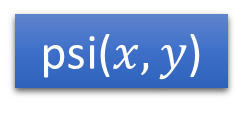 psi(𝑥, 𝑦)